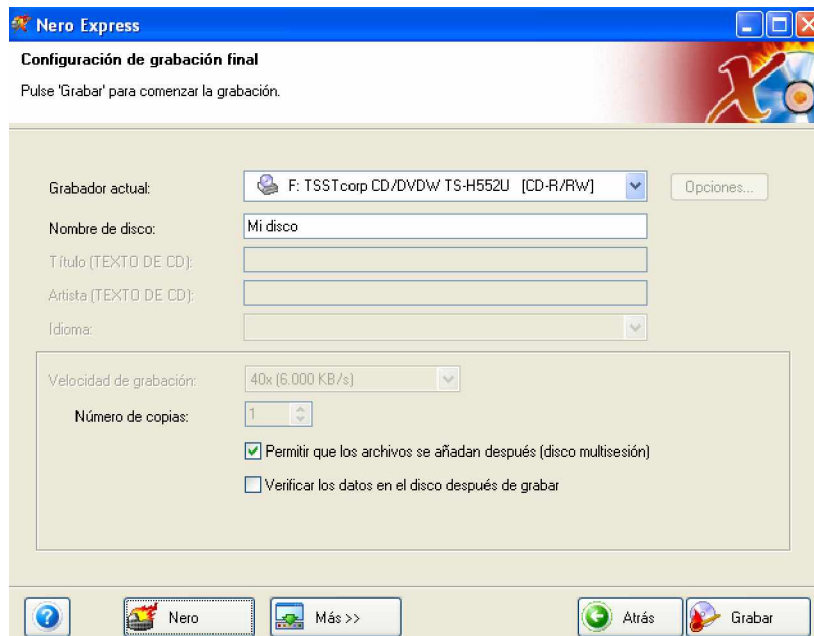 Nero Express
Configuración de grabación final
Pulse 'Grabar' para comenzar la grabación.
Grabador actual: F: TSSTcorp CD/DVDW TS-H552U [CD-R/RW] Opciones...
Nombre de disco: Mi disco
Título (TEXTO DE CD):
Artista (TEXTO DE CD):
Idioma:
Velocidad de grabación: 40x (6.000 KB/s)
Número de copias: 1
Permitir que los archivos se añadan después (disco multisesión)
Verificar los datos en el disco después de grabar
Nero Más >> Atrás Grabar